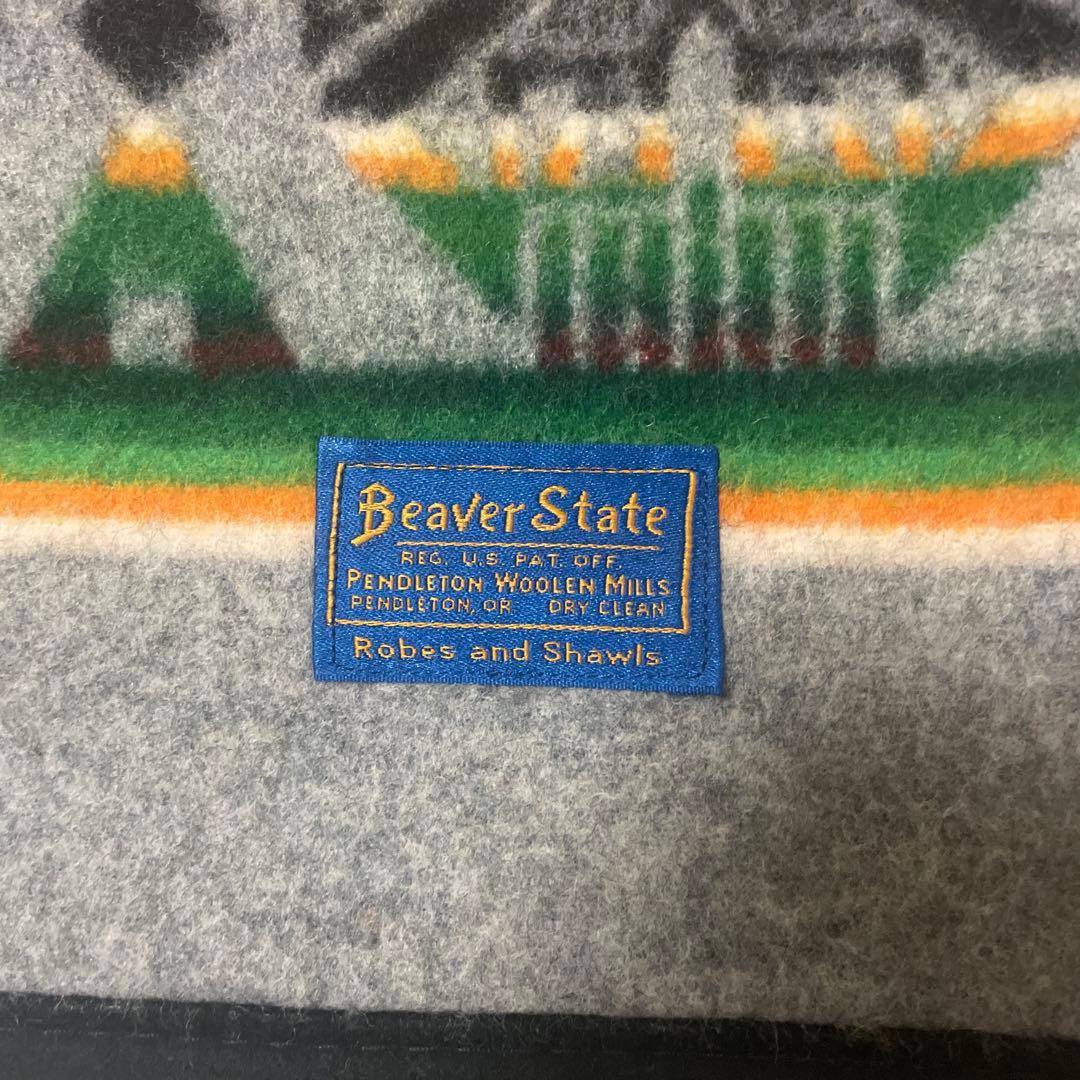 Beaver State
REG. U.S. PAT. OFF.
PENDLETON WOOLEN MILLS
PENDLETON, OR DRY CLEAN
Robes and Shawls